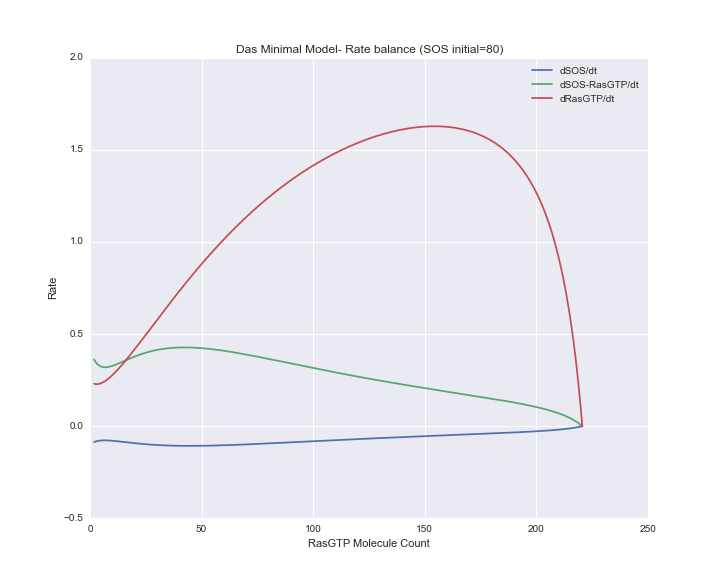 Das Minimal Model- Rate balance (SOS initial=80)
2.0
dSOS/dt
dSOS-RasGTP/dt
dRasGTP/dt
1.5
1.0
Rate
0.5
0.0
−0.5
0 50 100 150 200 250
RasGTP Molecule Count